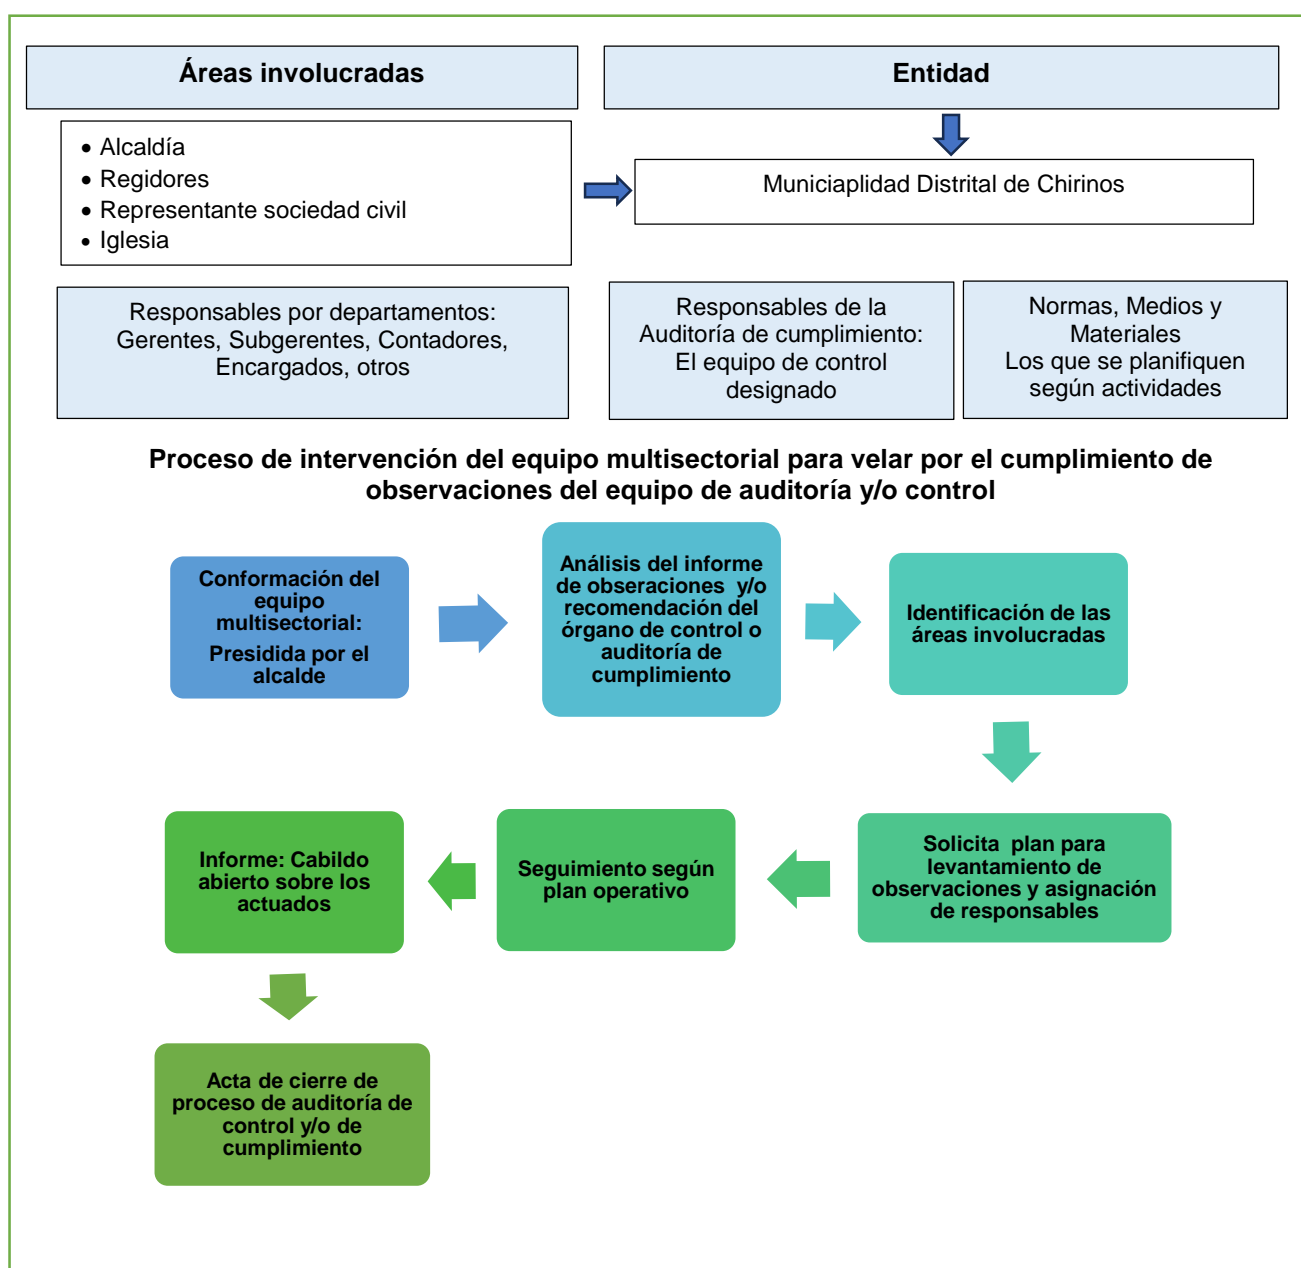 Áreas involucradas
Entidad
• Alcaldía
• Regidores
• Representante sociedad civil
• Iglesia
Municiaplidad Distrital de Chirinos
Responsables por departamentos:
Gerentes, Subgerentes, Contadores,
Encargados, otros
Responsables de la
Auditoría de cumplimiento:
El equipo de control
designado
Normas, Medios y
Materiales
Los que se planifiquen
según actividades
Proceso de intervención del equipo multisectorial para velar por el cumplimiento de
observaciones del equipo de auditoría y/o control
Conformación del
equipo
multisectorial:
Presidida por el
alcalde
Análisis del informe
de obseraciones y/o
recomendación del
órgano de control o
auditoría de
cumplimiento
Identificación de las
áreas involucradas
Solicita plan para
levantamiento de
observaciones y asignación
de responsables
Seguimiento según
plan operativo
Informe: Cabildo
abierto sobre los
actuados
Acta de cierre de
proceso de auditoría de
control y/o de
cumplimiento